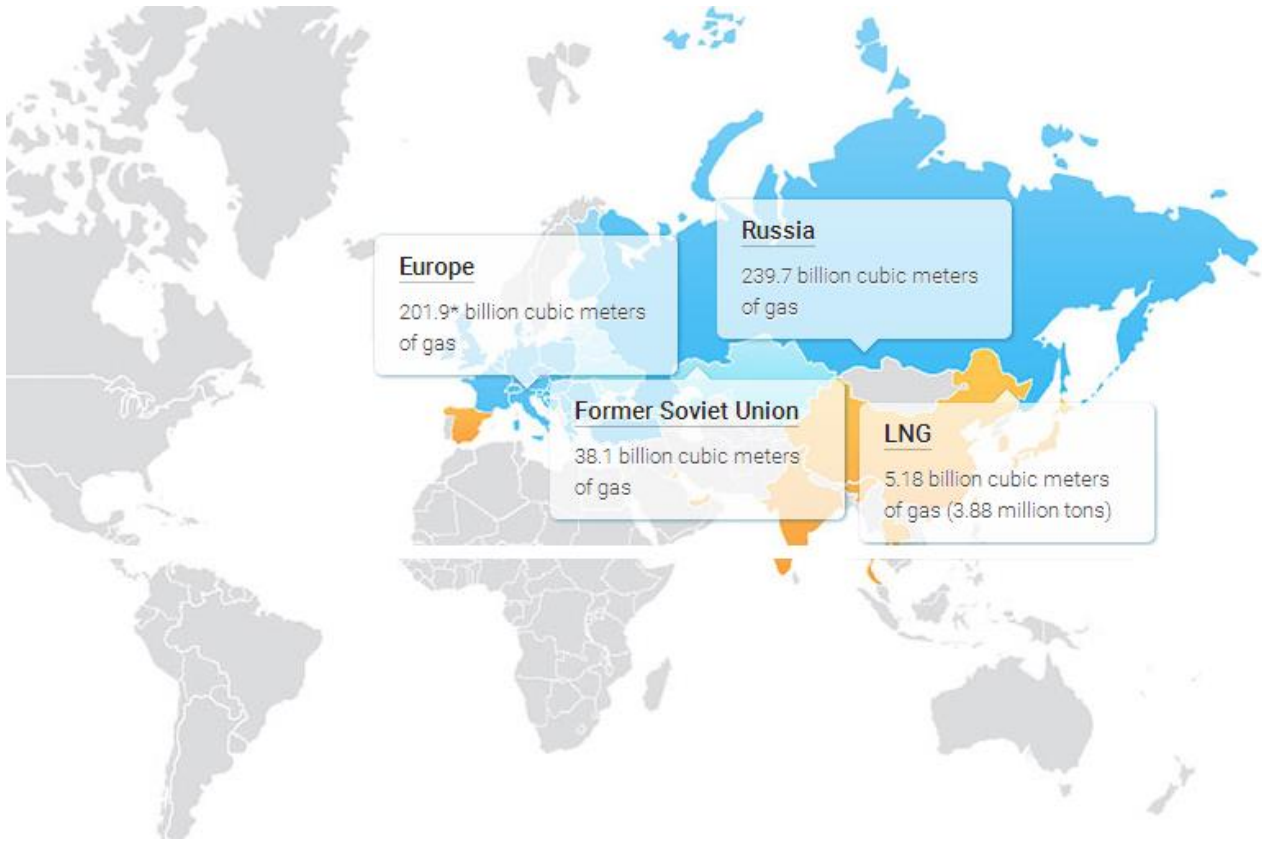 Russia
239.7 billion cubic meters
of gas
Europe
201.9* billion cubic meters
of gas
Former Soviet Union
38.1 billion cubic meters
of gas
LNG
5.18 billion cubic meters
of gas (3.88 million tons)